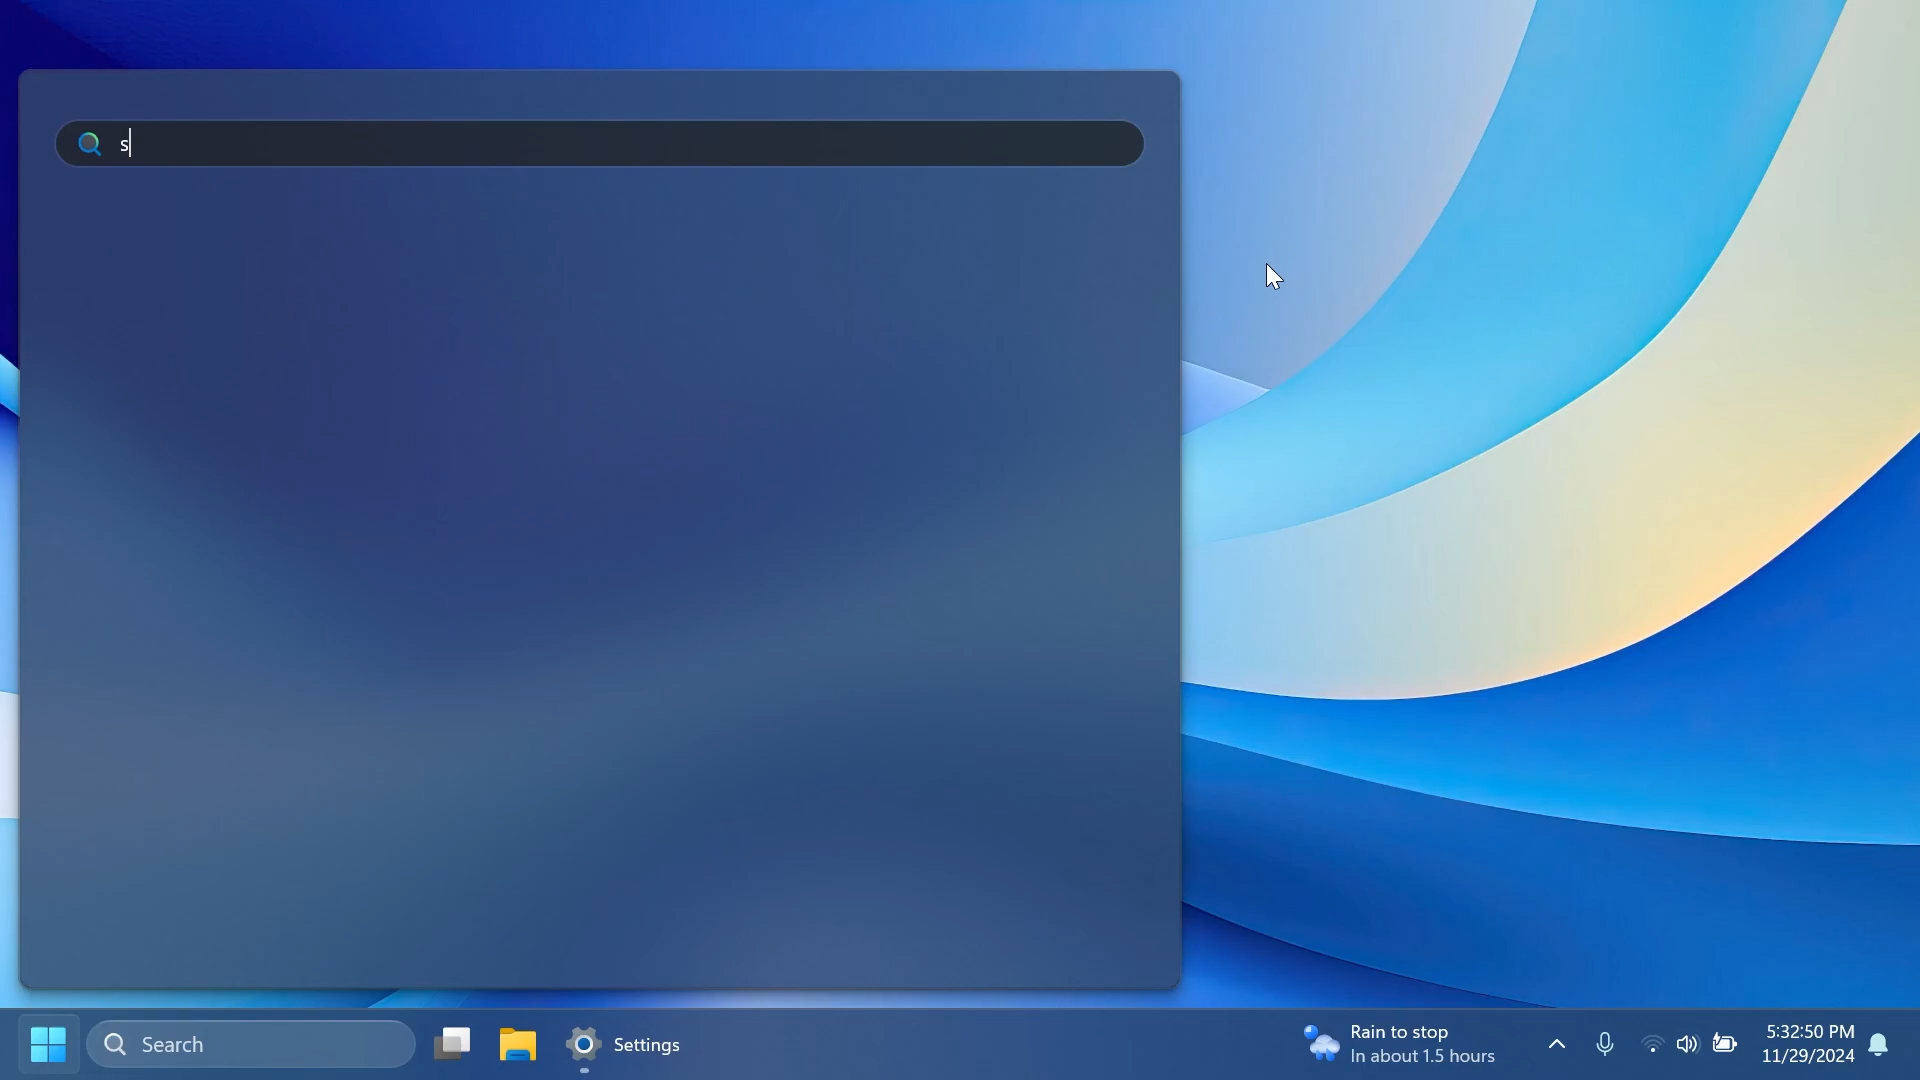 s
Search
Settings
Rain to stop
In about 1.5 hours
5:32:50 PM
11/29/2024